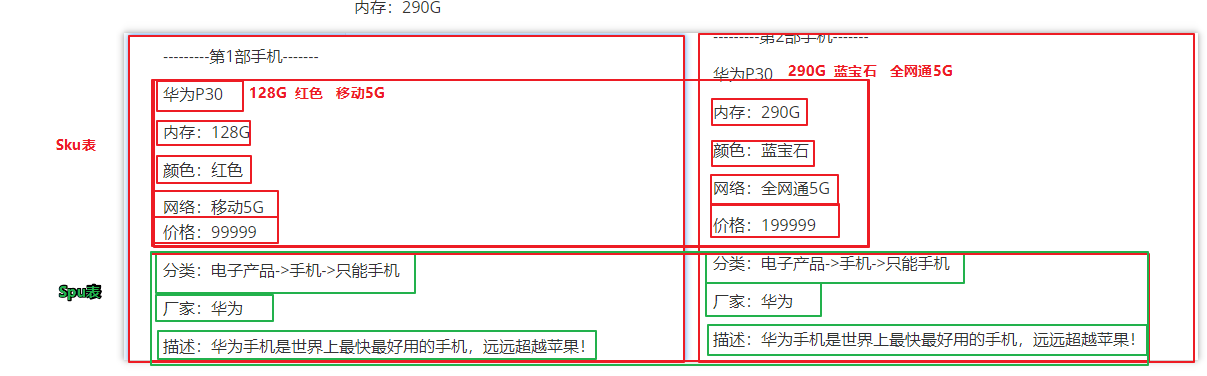 内存：290G
---------第1部手机-------
华为P30 128G 红色 移动5G
内存：128G
颜色：红色
网络：移动5G
价格：99999
分类：电子产品->手机->只能手机
厂家：华为
描述：华为手机是世界上最快最好用的手机，远远超越苹果！
---------第2部手机-------
华为P30 290G 蓝宝石 全网通5G
内存：290G
颜色：蓝宝石
网络：全网通5G
价格：199999
分类：电子产品->手机->只能手机
厂家：华为
描述：华为手机是世界上最快最好用的手机，远远超越苹果！
Sku表
Spu表